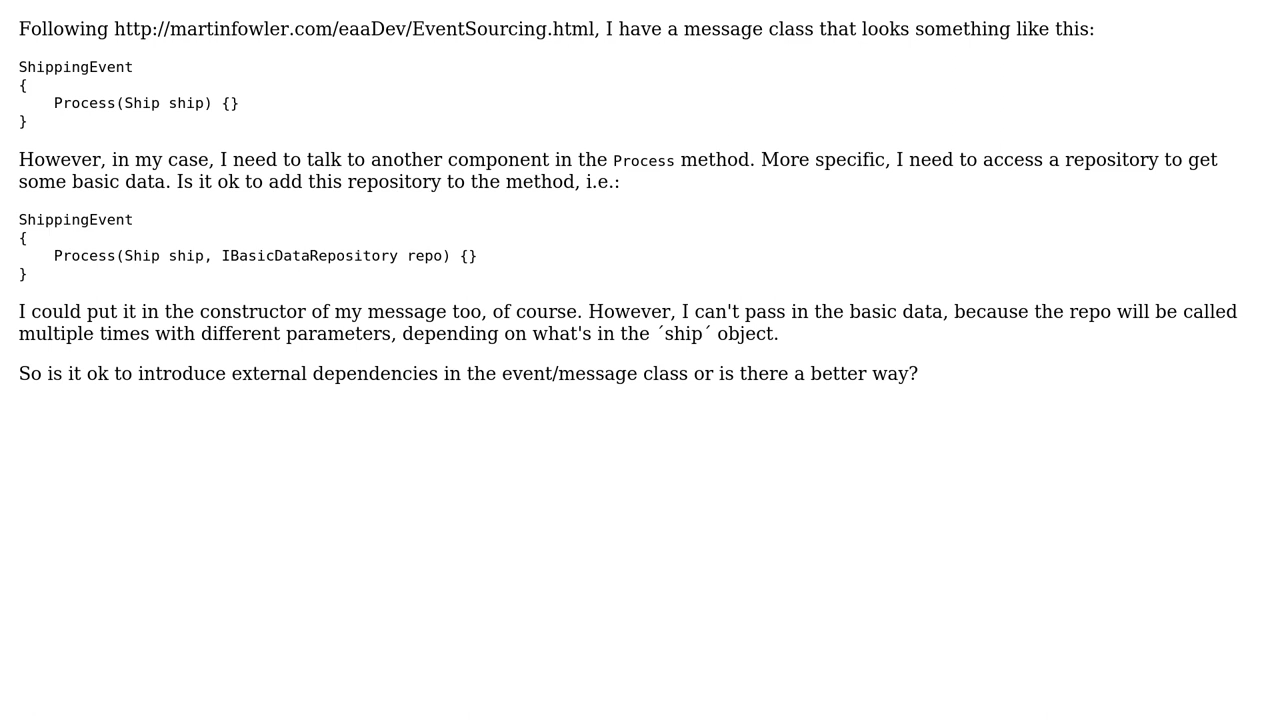 Following http://martinfowler.com/eaaDev/EventSourcing.html, I have a message class that looks something like this:
ShippingEvent
{
    Process(Ship ship) {}
}
However, in my case, I need to talk to another component in the Process method. More specific, I need to access a repository to get
some basic data. Is it ok to add this repository to the method, i.e.:
ShippingEvent
{
    Process(Ship ship, IBasicDataRepository repo) {}
}
I could put it in the constructor of my message too, of course. However, I can't pass in the basic data, because the repo will be called
multiple times with different parameters, depending on what's in the ´ship´ object.
So is it ok to introduce external dependencies in the event/message class or is there a better way?